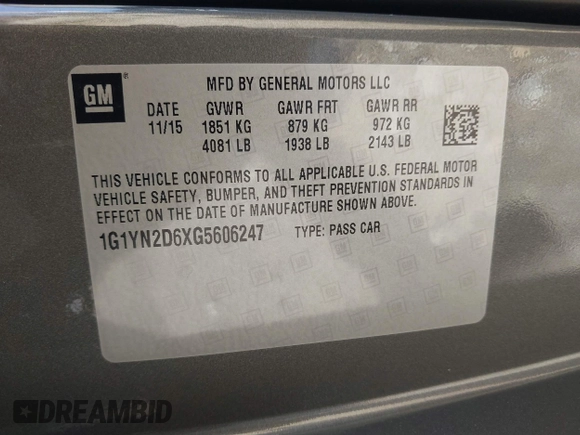 GM ®
MFD BY GENERAL MOTORS LLC
DATE GVWR GAWR FRT GAWR RR
11/15 1851 KG 879 KG 972 KG
4081 LB 1938 LB 2143 LB
THIS VEHICLE CONFORMS TO ALL APPLICABLE U.S. FEDERAL MOTOR
VEHICLE SAFETY, BUMPER, AND THEFT PREVENTION STANDARDS IN
EFFECT ON THE DATE OF MANUFACTURE SHOWN ABOVE.
1G1YN2D6XG5606247 TYPE: PASS CAR
DREAMBID